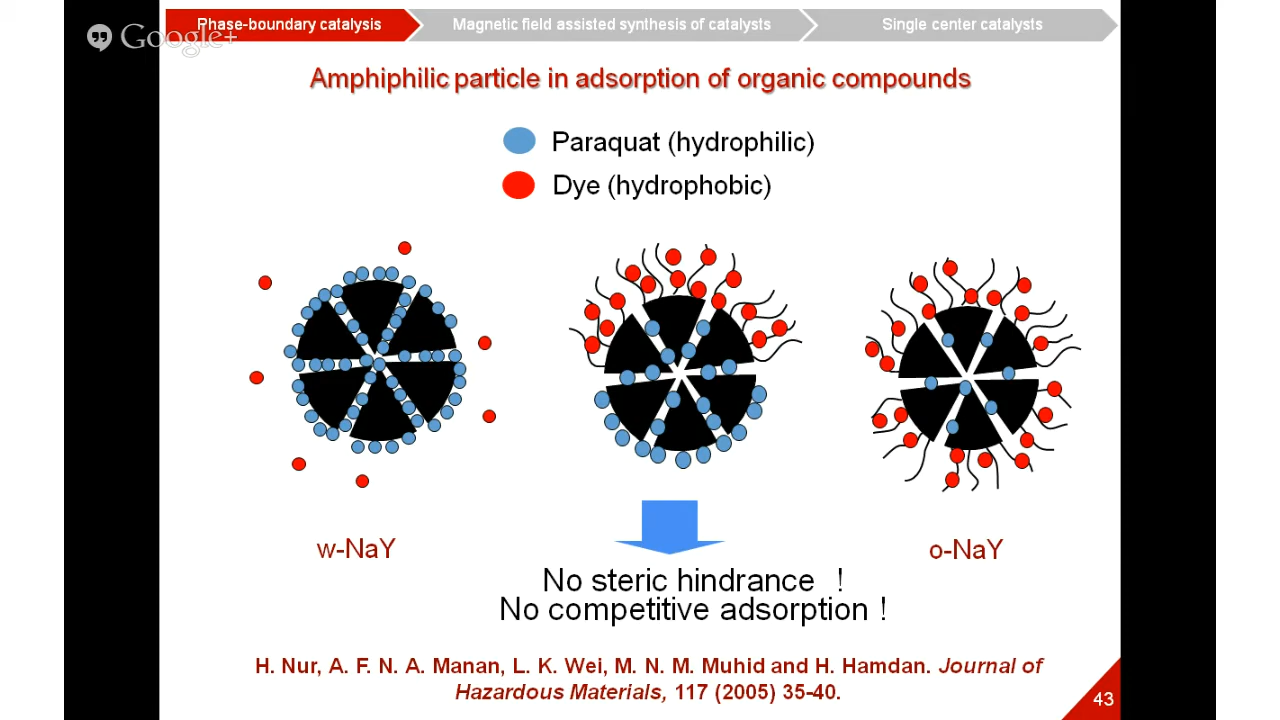 Phase-boundary catalysis
Magnetic field assisted synthesis of catalysts
Single center catalysts
Google+
Amphiphilic particle in adsorption of organic compounds
Paraquat (hydrophilic)
Dye (hydrophobic)
w-NaY
o-NaY
No steric hindrance !
No competitive adsorption !
H. Nur, A. F. N. A. Manan, L. K. Wei, M. N. M. Muhid and H. Hamdan. Journal of
Hazardous Materials, 117 (2005) 35-40.
43